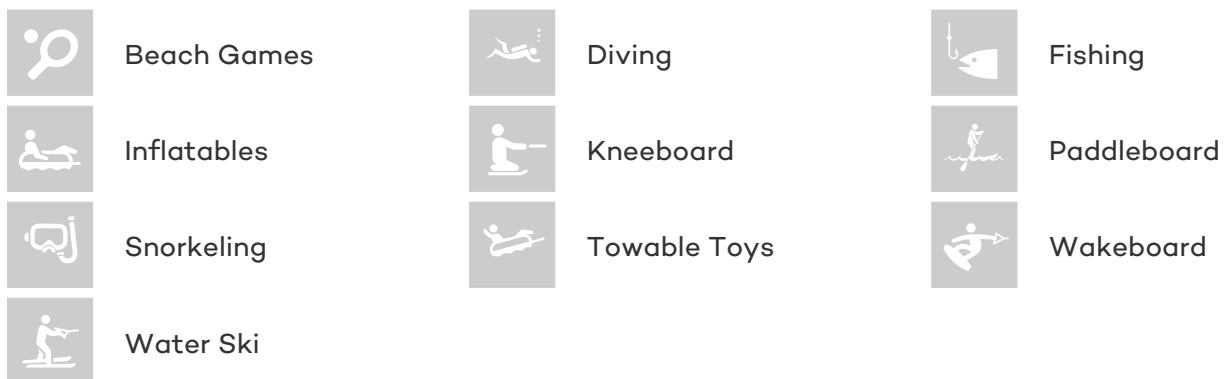 Beach Games
Diving
Fishing
Inflatables
Kneeboard
Paddleboard
Snorkeling
Towable Toys
Wakeboard
Water Ski